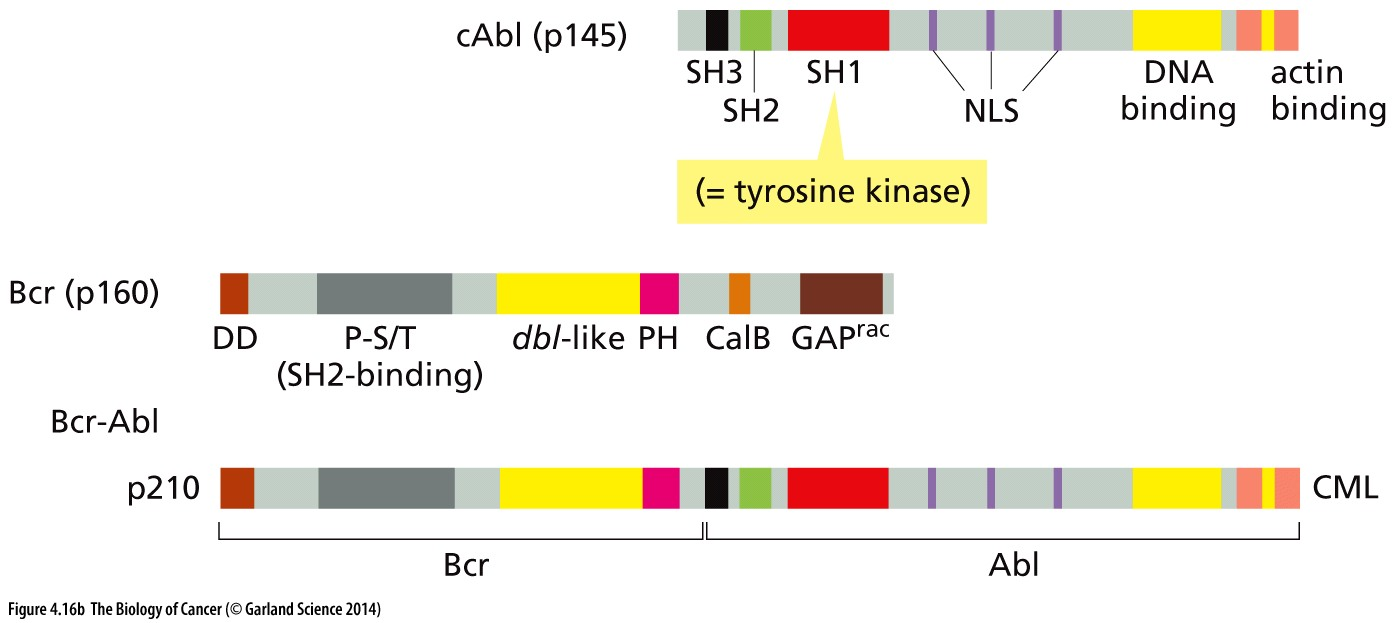 cAbl (p145)
SH3
SH2
SH1
NLS
DNA
binding
actin
binding
(= tyrosine kinase)
Bcr (p160)
DD
P-S/T
(SH2-binding)
dbl-like
PH
CalB
GAPrac
Bcr-Abl
p210
CML
Bcr
Abl
Figure 4.16b The Biology of Cancer (© Garland Science 2014)